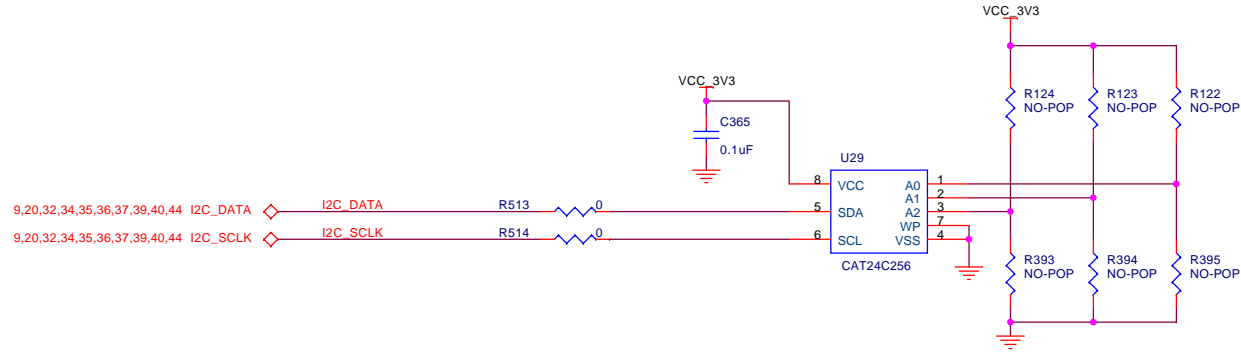 VCC_3V3
VCC_3V3
R124
NO-POP
R123
NO-POP
R122
NO-POP
C365
0.1uF
U29
8 VCC A0 1
A1 2
9,20,32,34,35,36,37,39,40,44 I2C_DATA I2C_DATA R513 0 5 SDA A2 3
WP 7
9,20,32,34,35,36,37,39,40,44 I2C_SCLK I2C_SCLK R514 0 6 SCL VSS 4
CAT24C256
R393
NO-POP
R394
NO-POP
R395
NO-POP